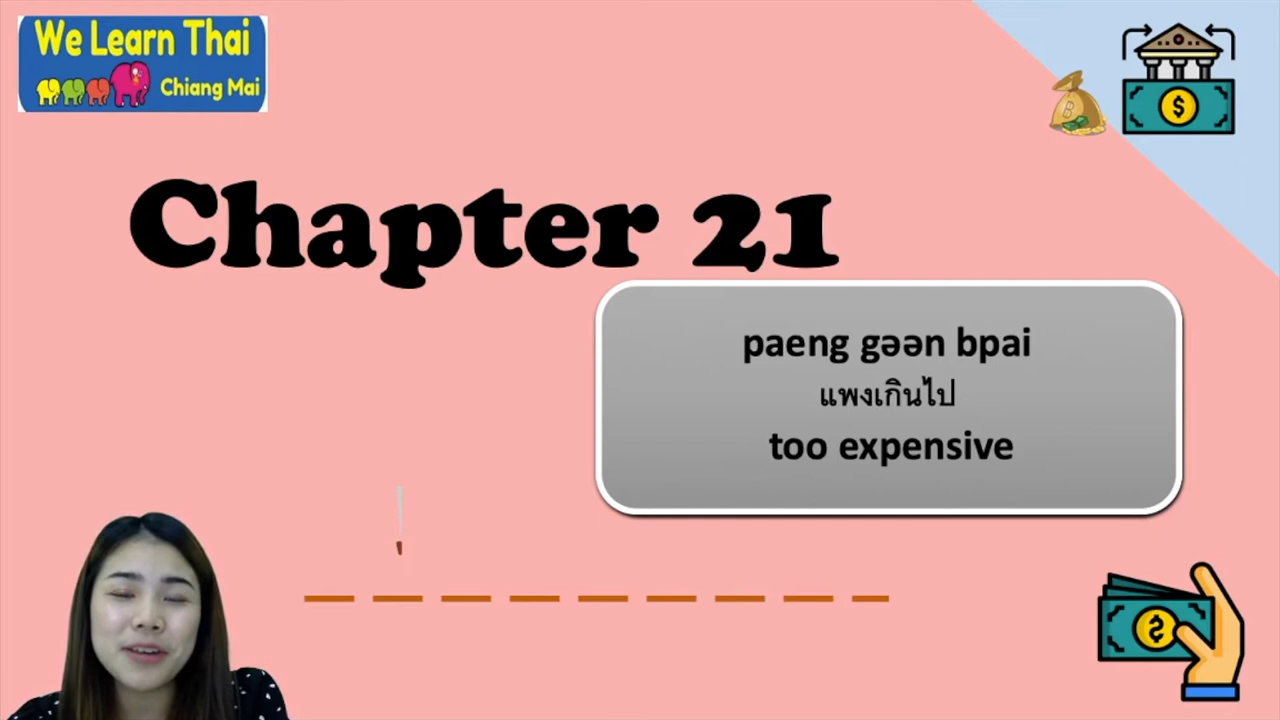 We Learn Thai
Chiang Mai
Chapter 21
paeng gəən bpai
แพงเกินไป
too expensive